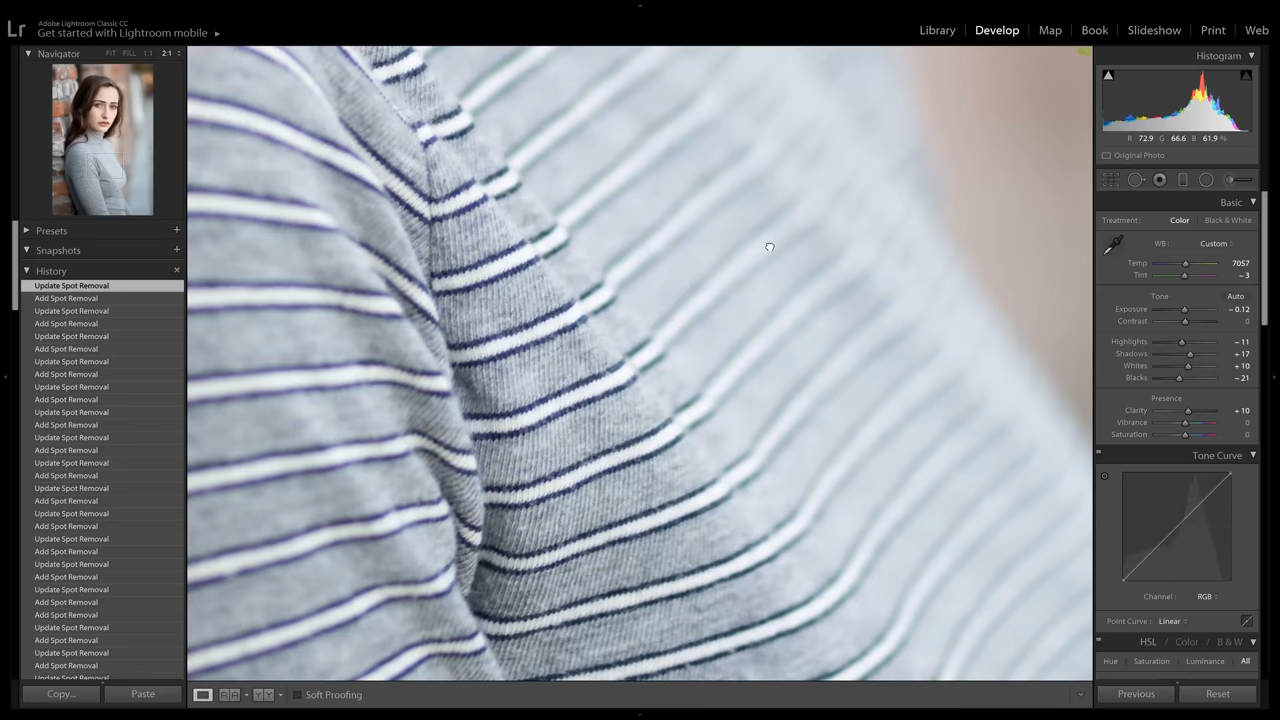 Lr
Adobe Lightroom Classic CC
Get started with Lightroom mobile
Library
Develop
Map
Book
Slideshow
Print
Web
Navigator FIT FILL 1:1 2:1
Presets
Snapshots
History
Update Spot Removal
Add Spot Removal
Update Spot Removal
Add Spot Removal
Update Spot Removal
Add Spot Removal
Update Spot Removal
Add Spot Removal
Update Spot Removal
Add Spot Removal
Update Spot Removal
Add Spot Removal
Update Spot Removal
Add Spot Removal
Update Spot Removal
Add Spot Removal
Update Spot Removal
Add Spot Removal
Update Spot Removal
Add Spot Removal
Update Spot Removal
Add Spot Removal
Update Spot Removal
Add Spot Removal
Update Spot Removal
Add Spot Removal
Add Spot Removal
Update Spot Removal
Add Spot Removal
Update Spot Removal
Add Spot Removal
Copy...
Paste
Soft Proofing
Histogram
R 72.9 G 66.6 B 61.9 %
Original Photo
Basic
Treatment : Color Black & White
WB : Custom
Temp 7057
Tint - 3
Tone Auto
Exposure - 0.12
Contrast 0
Highlights - 11
Shadows + 17
Whites + 10
Blacks - 21
Presence
Clarity + 10
Vibrance 0
Saturation 0
Tone Curve
Channel : RGB
Point Curve : Linear
HSL / Color / B & W
Hue Saturation Luminance All
Previous
Reset